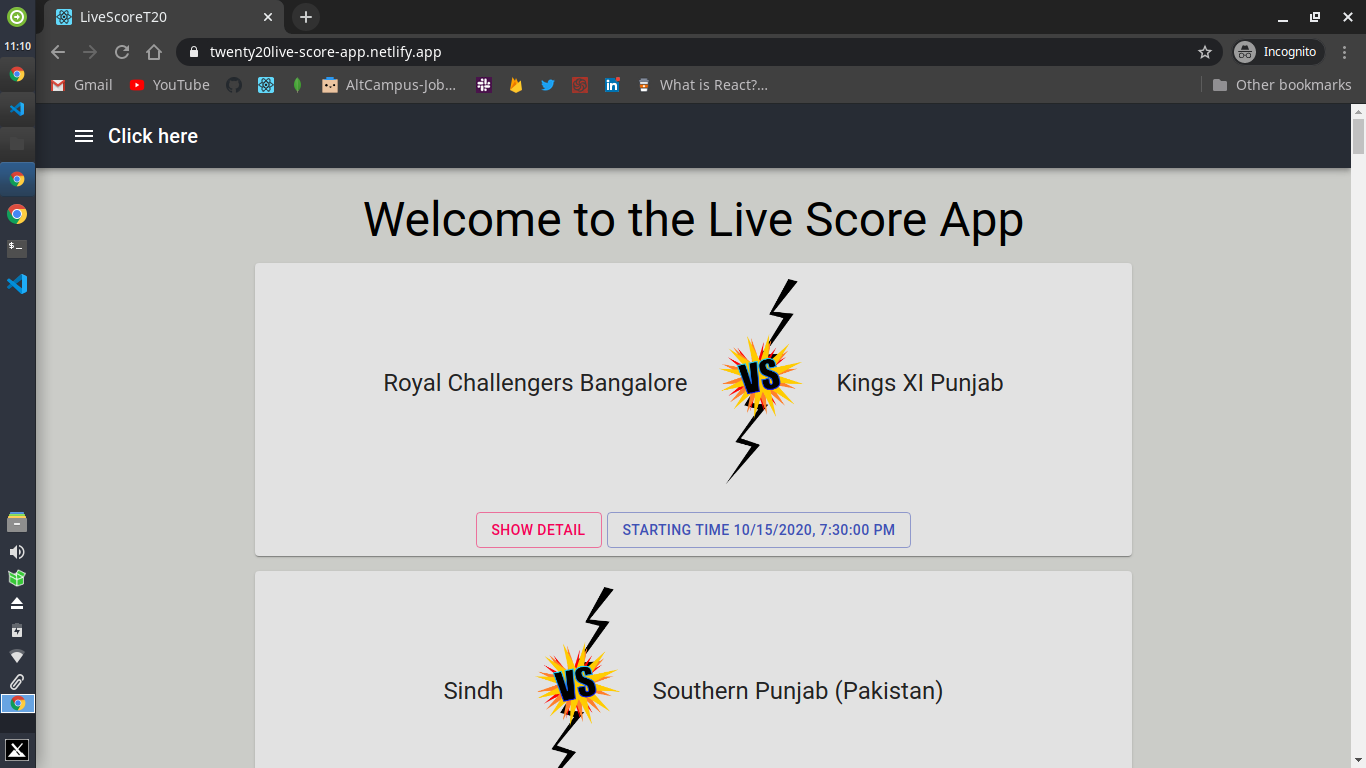 LiveScoreT20
11:10
twenty20live-score-app.netlify.app
Incognito
Gmail
YouTube
AltCampus-Job...
What is React?...
Other bookmarks
Click here
Welcome to the Live Score App
Royal Challengers Bangalore
VS
Kings XI Punjab
SHOW DETAIL
STARTING TIME 10/15/2020, 7:30:00 PM
Sindh
VS
Southern Punjab (Pakistan)